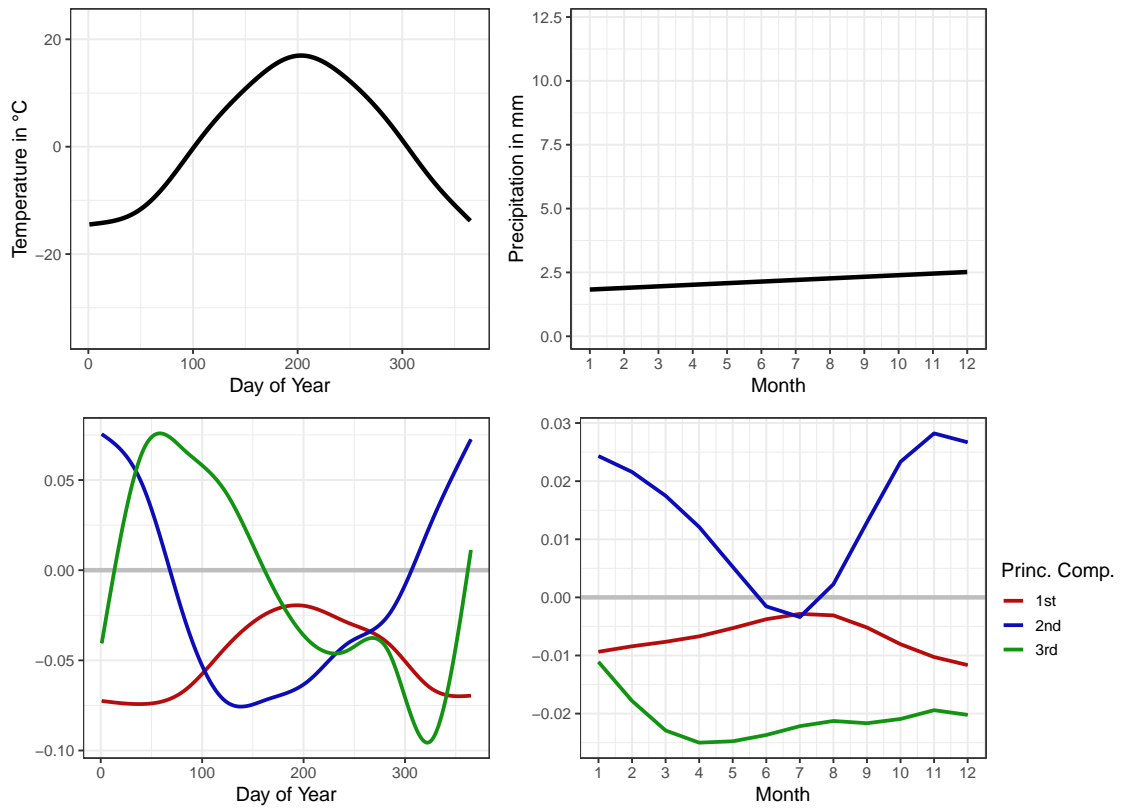 Temperature in °C
20
0
−20
0
100
200
300
Day of Year
Precipitation in mm
12.5
10.0
7.5
5.0
2.5
0.0
1 2 3 4 5 6 7 8 9 10 11 12
Month
0.05
0.00
−0.05
−0.10
0
100
200
300
Day of Year
0.03
0.02
0.01
0.00
−0.01
−0.02
1 2 3 4 5 6 7 8 9 10 11 12
Month
Princ. Comp.
1st
2nd
3rd